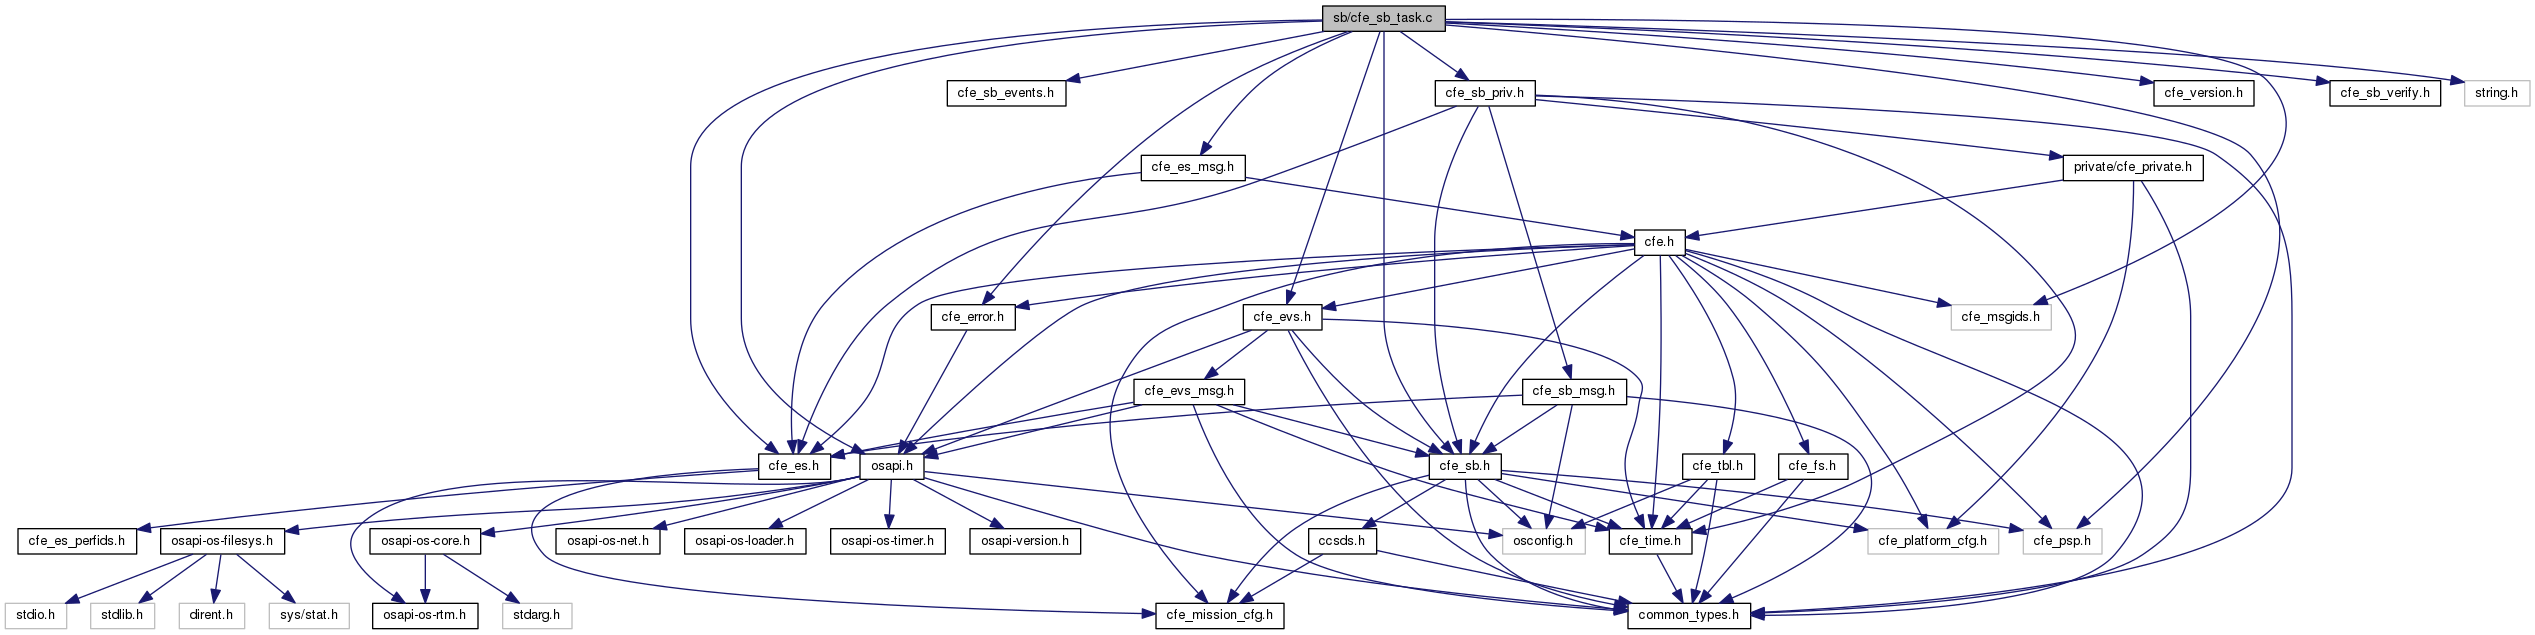 sb/cfe_sb_task.c
cfe_sb_events.h
cfe_sb_priv.h
cfe_version.h
cfe_sb_verify.h
string.h
cfe_es_msg.h
private/cfe_private.h
cfe.h
cfe_error.h
cfe_evs.h
cfe_msgids.h
cfe_evs_msg.h
cfe_sb_msg.h
cfe_es.h
osapi.h
cfe_sb.h
cfe_tbl.h
cfe_fs.h
cfe_es_perfids.h
osapi-os-filesys.h
osapi-os-core.h
osapi-os-net.h
osapi-os-loader.h
osapi-os-timer.h
osapi-version.h
ccsds.h
osconfig.h
cfe_time.h
cfe_platform_cfg.h
cfe_psp.h
stdio.h
stdlib.h
dirent.h
sys/stat.h
osapi-os-rtm.h
stdarg.h
cfe_mission_cfg.h
common_types.h